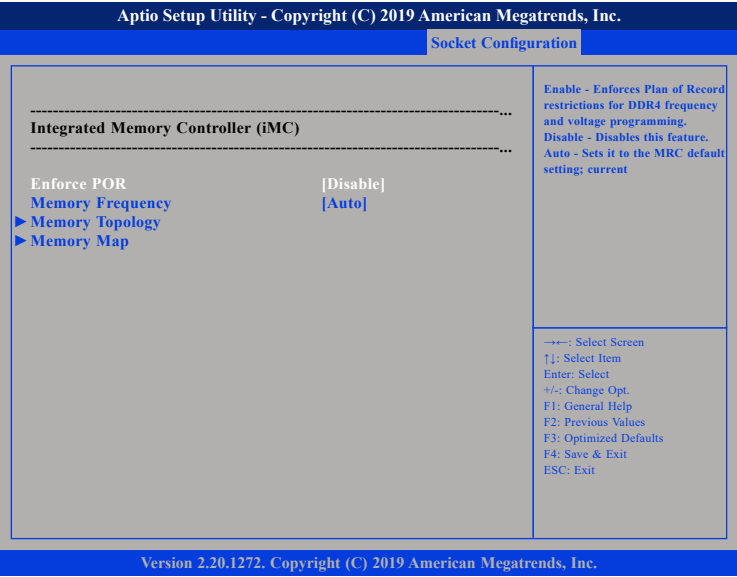 Aptio Setup Utility - Copyright (C) 2019 American Megatrends, Inc.
Socket Configuration
--------------------------------------------------------------------------------------...
Integrated Memory Controller (iMC)
--------------------------------------------------------------------------------------...
Enforce POR [Disable]
Memory Frequency [Auto]
▶ Memory Topology
▶ Memory Map
Enable - Enforces Plan of Record
restrictions for DDR4 frequency
and voltage programming.
Disable - Disables this feature.
Auto - Sets it to the MRC default
setting; current
→←: Select Screen
↑↓: Select Item
Enter: Select
+/-: Change Opt.
F1: General Help
F2: Previous Values
F3: Optimized Defaults
F4: Save & Exit
ESC: Exit
Version 2.20.1272. Copyright (C) 2019 American Megatrends, Inc.